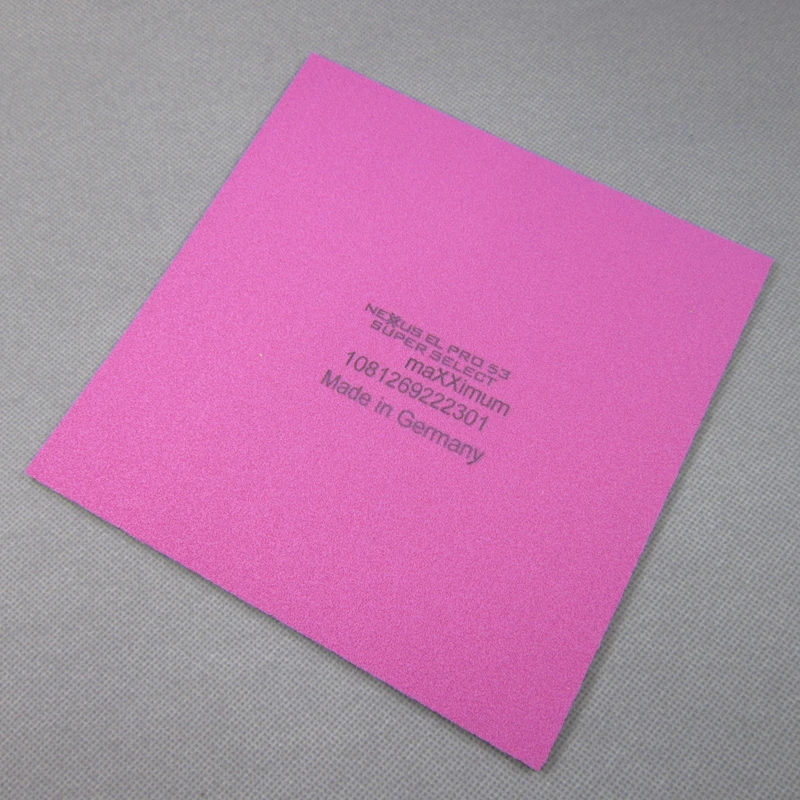 NEXXUS EL PRO 53
SUPER SELECT
maXXimum
1081269222301
Made in Germany